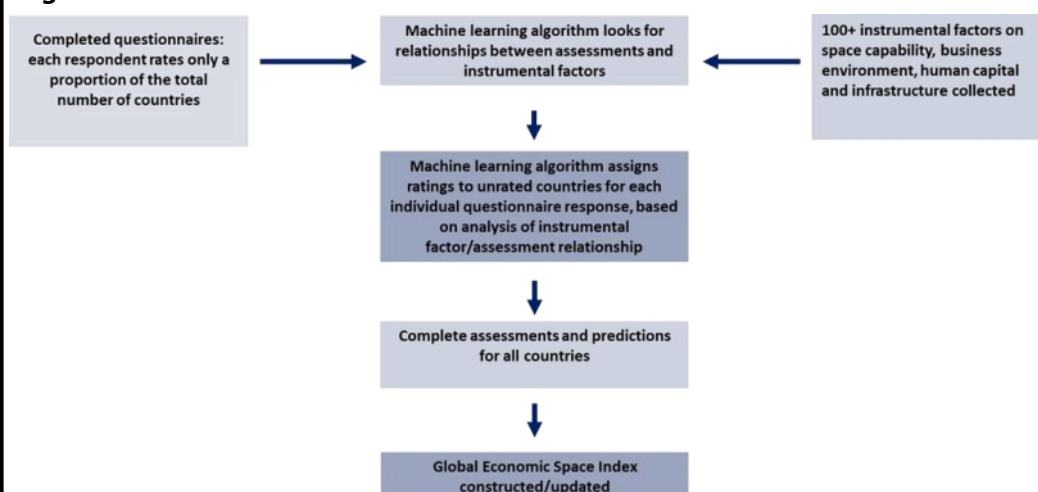 Completed questionnaires:
each respondent rates only a
proportion of the total
number of countries
Machine learning algorithm looks for
relationships between assessments and
instrumental factors
100+ instrumental factors on
space capability, business
environment, human capital
and infrastructure collected
Machine learning algorithm assigns
ratings to unrated countries for each
individual questionnaire response, based
on analysis of instrumental
factor/assessment relationship
Complete assessments and predictions
for all countries
Global Economic Space Index
constructed/updated